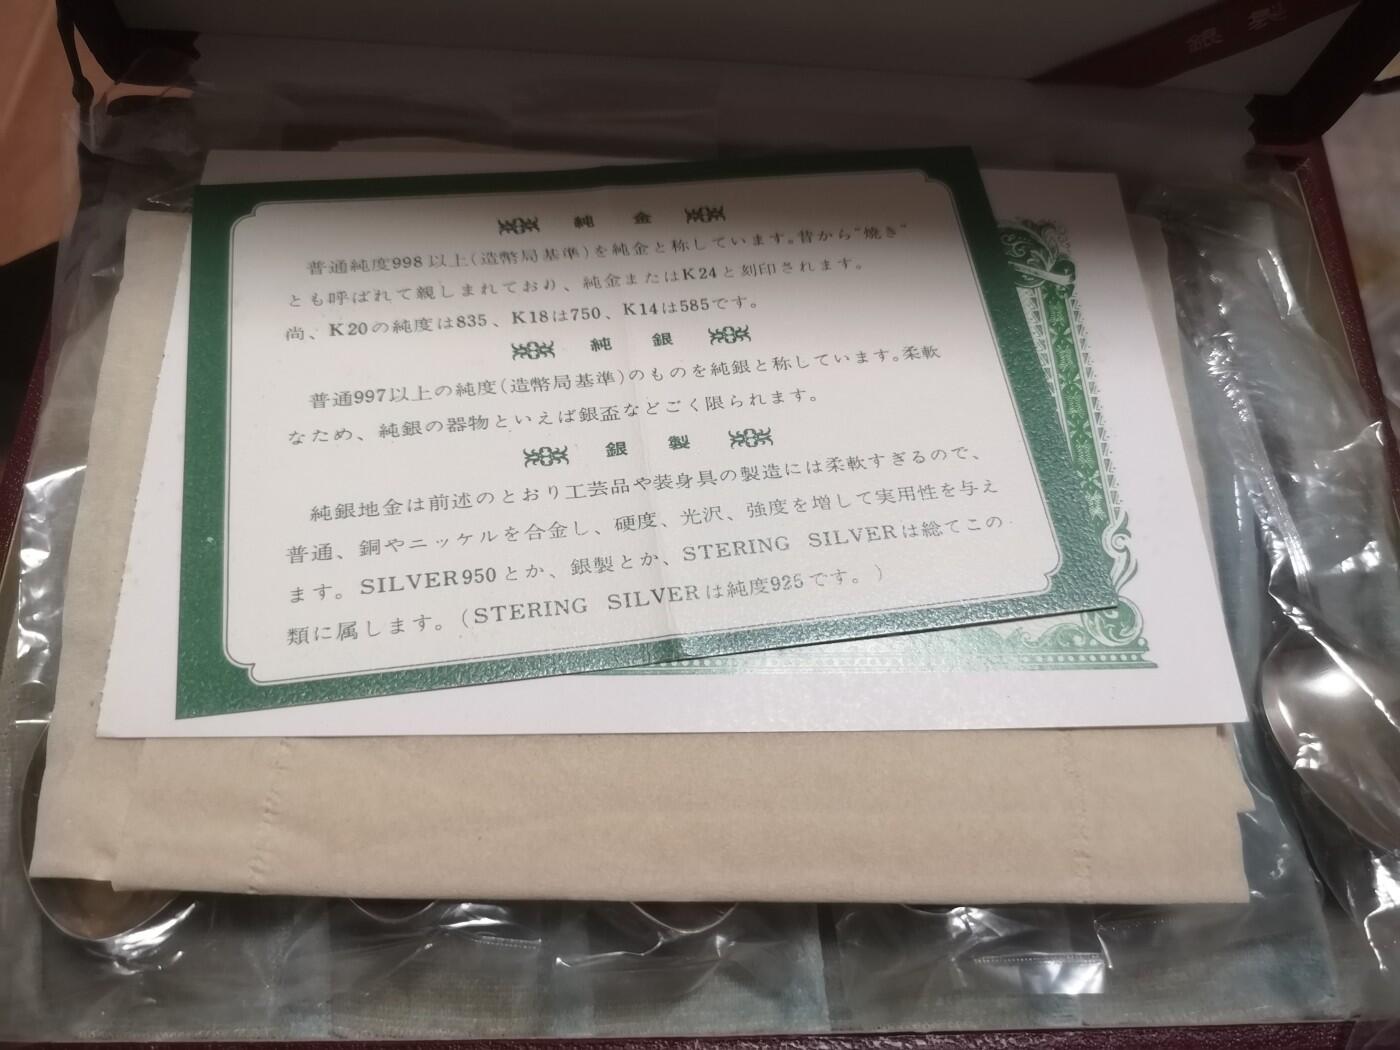 銀製
純金
普通純度998以上(造幣局基準)を純金と称しています。昔から"焼き"
とも呼ばれて親しまれており、純金またはK24と刻印されます。
尚、K20の純度は835、K18は750、K14は585です。
純銀
普通997以上の純度(造幣局基準)のものを純銀と称しています。柔軟
なため、純銀の器物といえば銀盃などごく限られます。
銀製
純銀地金は前述のとおり工芸品や装身具の製造には柔軟すぎるので、
普通、銅やニッケルを合金し、硬度、光沢、強度を増して実用性を与え
ます。SILVER950とか、銀製とか、STERING SILVERは総てこの
類に属します。(STERING SILVERは純度925です。)